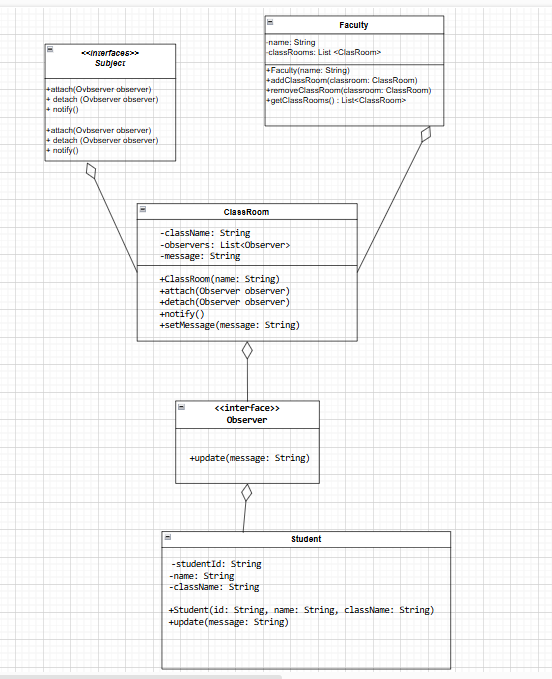 <<interfaces>>
Subject
+attach(Ovbserver observer)
+ detach (Ovbserver observer)
+ notify()
+attach(Ovbserver observer)
+ detach (Ovbserver observer)
+ notify()
Faculty
-name: String
-classRooms: List <ClasRoom>
+Faculty(name: String)
+addClassRoom(classroom: ClassRoom)
+removeClassRoom(classroom: ClassRoom)
+getClassRooms() : List<ClassRoom>
ClassRoom
-className: String
-observers: List<Observer>
-message: String
+ClassRoom(name: String)
+attach(Observer observer)
+detach(Observer observer)
+notify()
+setMessage(message: String)
<<interface>>
Observer
+update(message: String)
Student
-studentId: String
-name: String
-className: String
+Student(id: String, name: String, className: String)
+update(message: String)